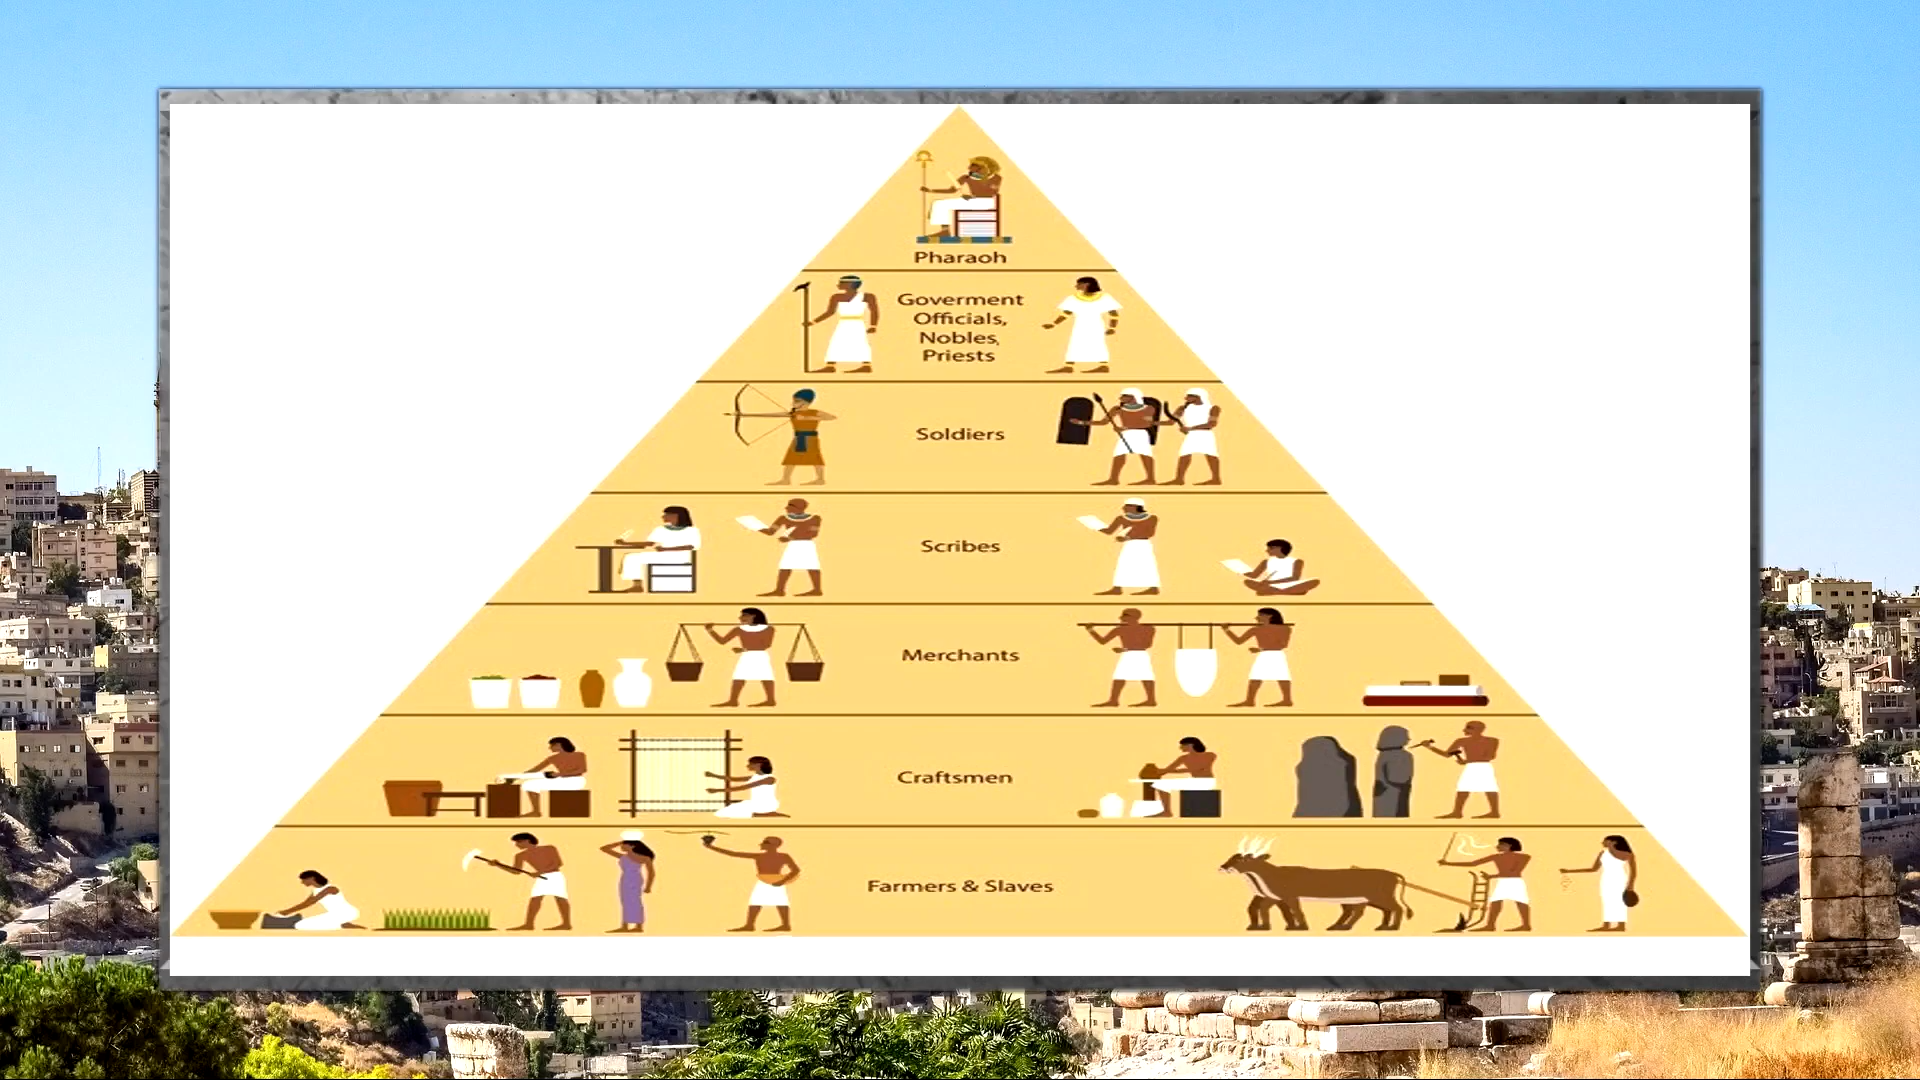 Pharaoh
Goverment
Officials,
Nobles,
Priests
Soldiers
Scribes
Merchants
Craftsmen
Farmers & Slaves